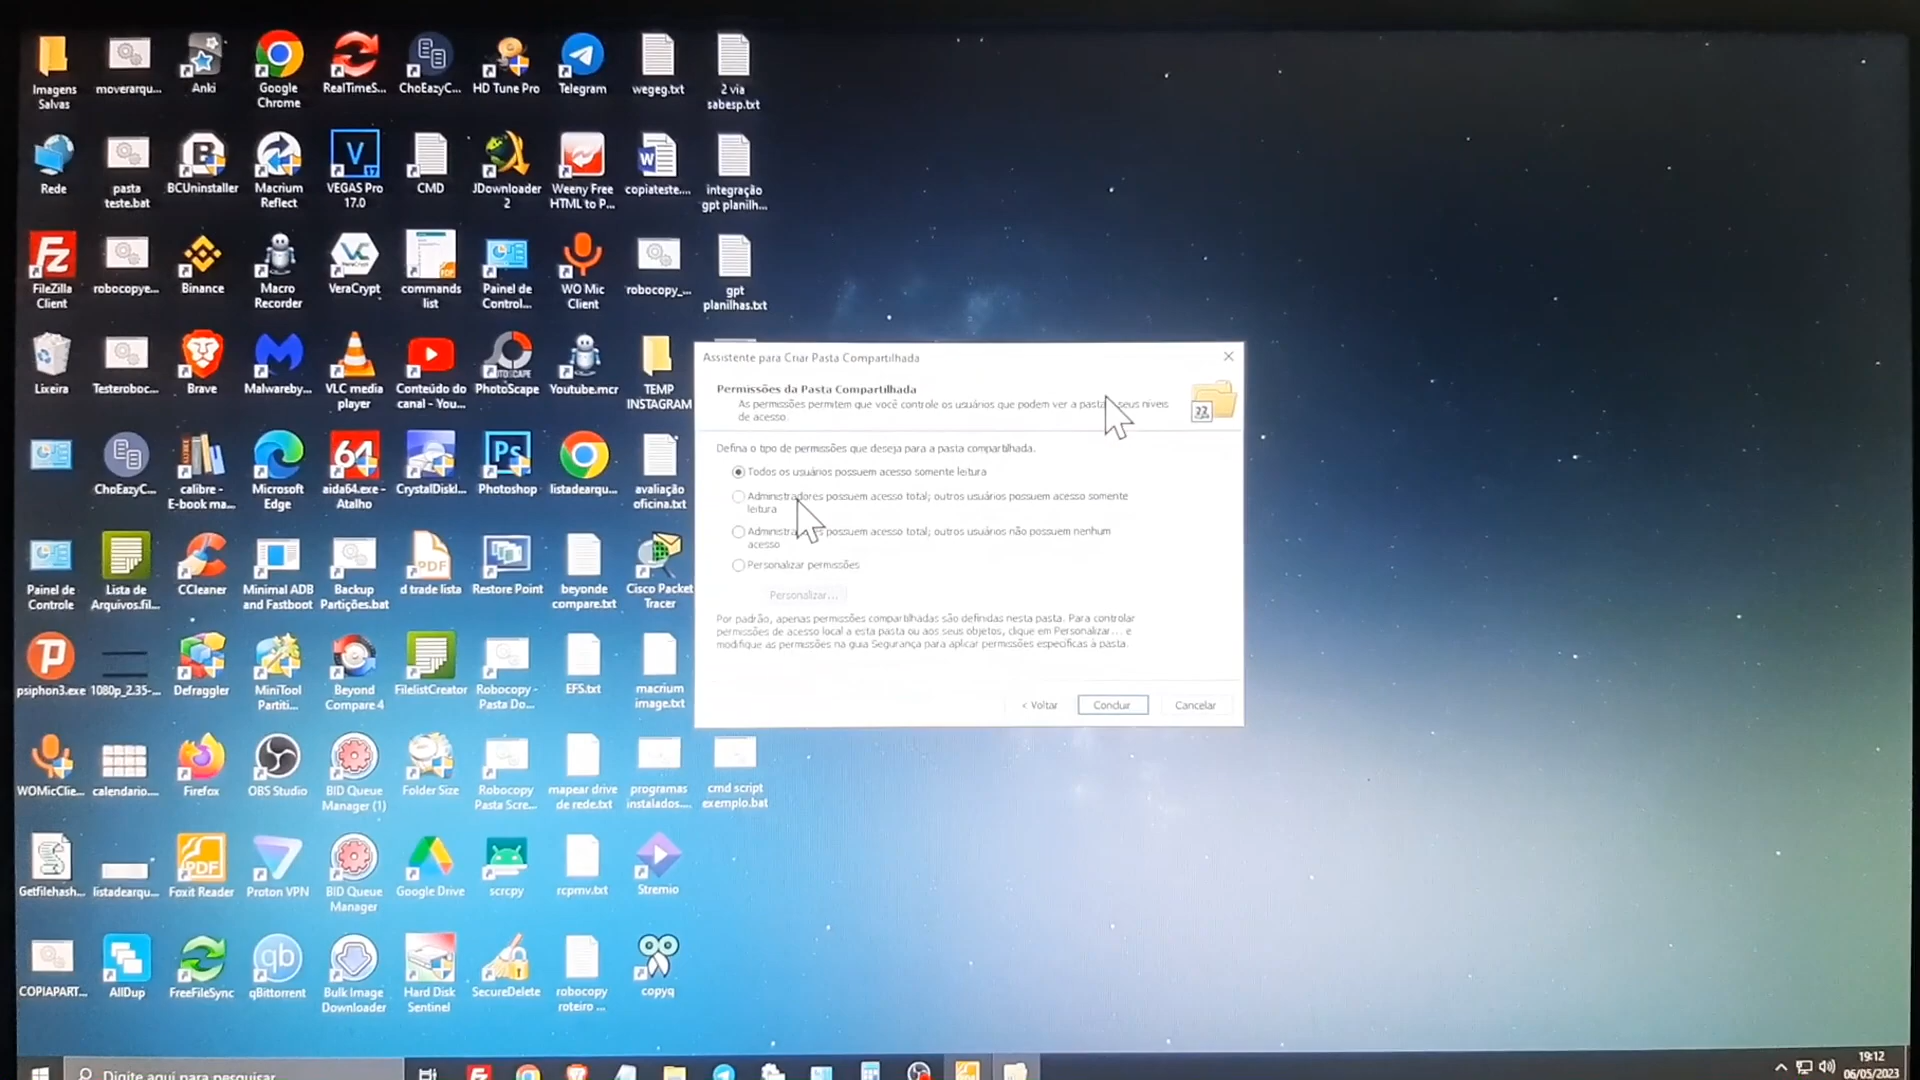 Imagens
Salvas
moverarqu...
Anki
Google
Chrome
RealTimeS...
ChoEazyC...
HD Tune Pro
Telegram
wegeg.txt
2 via
sabesp.txt
Rede
pasta
teste.bat
BCUninstaller
Macrium
Reflect
VEGAS Pro
17.0
CMD
JDownloader
2
Weeny Free
HTML to P...
copiateste....
integração
gpt planilh...
FileZilla
Client
robocopye...
Binance
Macro
Recorder
VeraCrypt
commands
list
Painel de
Control...
WO Mic
Client
robocopy_...
gpt
planilhas.txt
Lixeira
Testeroboc...
Brave
Malwareby...
VLC media
player
Conteúdo do
canal - You...
PhotoScape
Youtube.mcr
TEMP
INSTAGRAM
ChoEazyC...
calibre -
E-book ma...
Microsoft
Edge
64
aida64.exe -
Atalho
CrystalDiskI...
Ps
Photoshop
listadearqu...
avaliação
oficina.txt
Painel de
Controle
Lista de
Arquivos.fil...
CCleaner
Minimal ADB
and Fastboot
Backup
Partições.bat
PDF
d trade lista
Restore Point
beyonde
compare.txt
Cisco Packet
Tracer
psiphon3.exe
1080p_2.35-...
Defraggler
MiniTool
Partiti...
Beyond
Compare 4
FilelistCreator
Robocopy -
Pasta Do...
EFS.txt
macrium
image.txt
WOMicClie...
calendario....
Firefox
OBS Studio
BID Queue
Manager (1)
Folder Size
Robocopy
Pasta Scre...
mapear drive
de rede.txt
programas
instalados....
cmd script
exemplo.bat
Getfilehash...
listadearqu...
PDF
Foxit Reader
Proton VPN
BID Queue
Manager
Google Drive
scrcpy
rcpmv.txt
Stremio
COPIAPART...
AllDup
FreeFileSync
qb
qBittorrent
Bulk Image
Downloader
Hard Disk
Sentinel
SecureDelete
robocopy
roteiro ...
copyq
Assistente para Criar Pasta Compartilhada
Permissões da Pasta Compartilhada
As permissões permitem que você controle os usuários que podem ver a pasta seus níveis
de acesso.
Defina o tipo de permissões que deseja para a pasta compartilhada.
Todos os usuários possuem acesso somente leitura
Administradores possuem acesso total; outros usuários possuem acesso somente
leitura
possuem acesso total; outros usuários não possuem nenhum
acesso
Personalizar permissões
Personalizar...
Por padrão, apenas permissões compartilhadas são definidas nesta pasta. Para controlar
permissões de acesso local a esta pasta ou aos seus objetos, clique em Personalizar... e
modifique as permissões na guia Segurança para aplicar permissões específicas à pasta.
< Voltar
Concluir
Cancelar
Digite aqui para pesquisar
19:12
06/05/2023